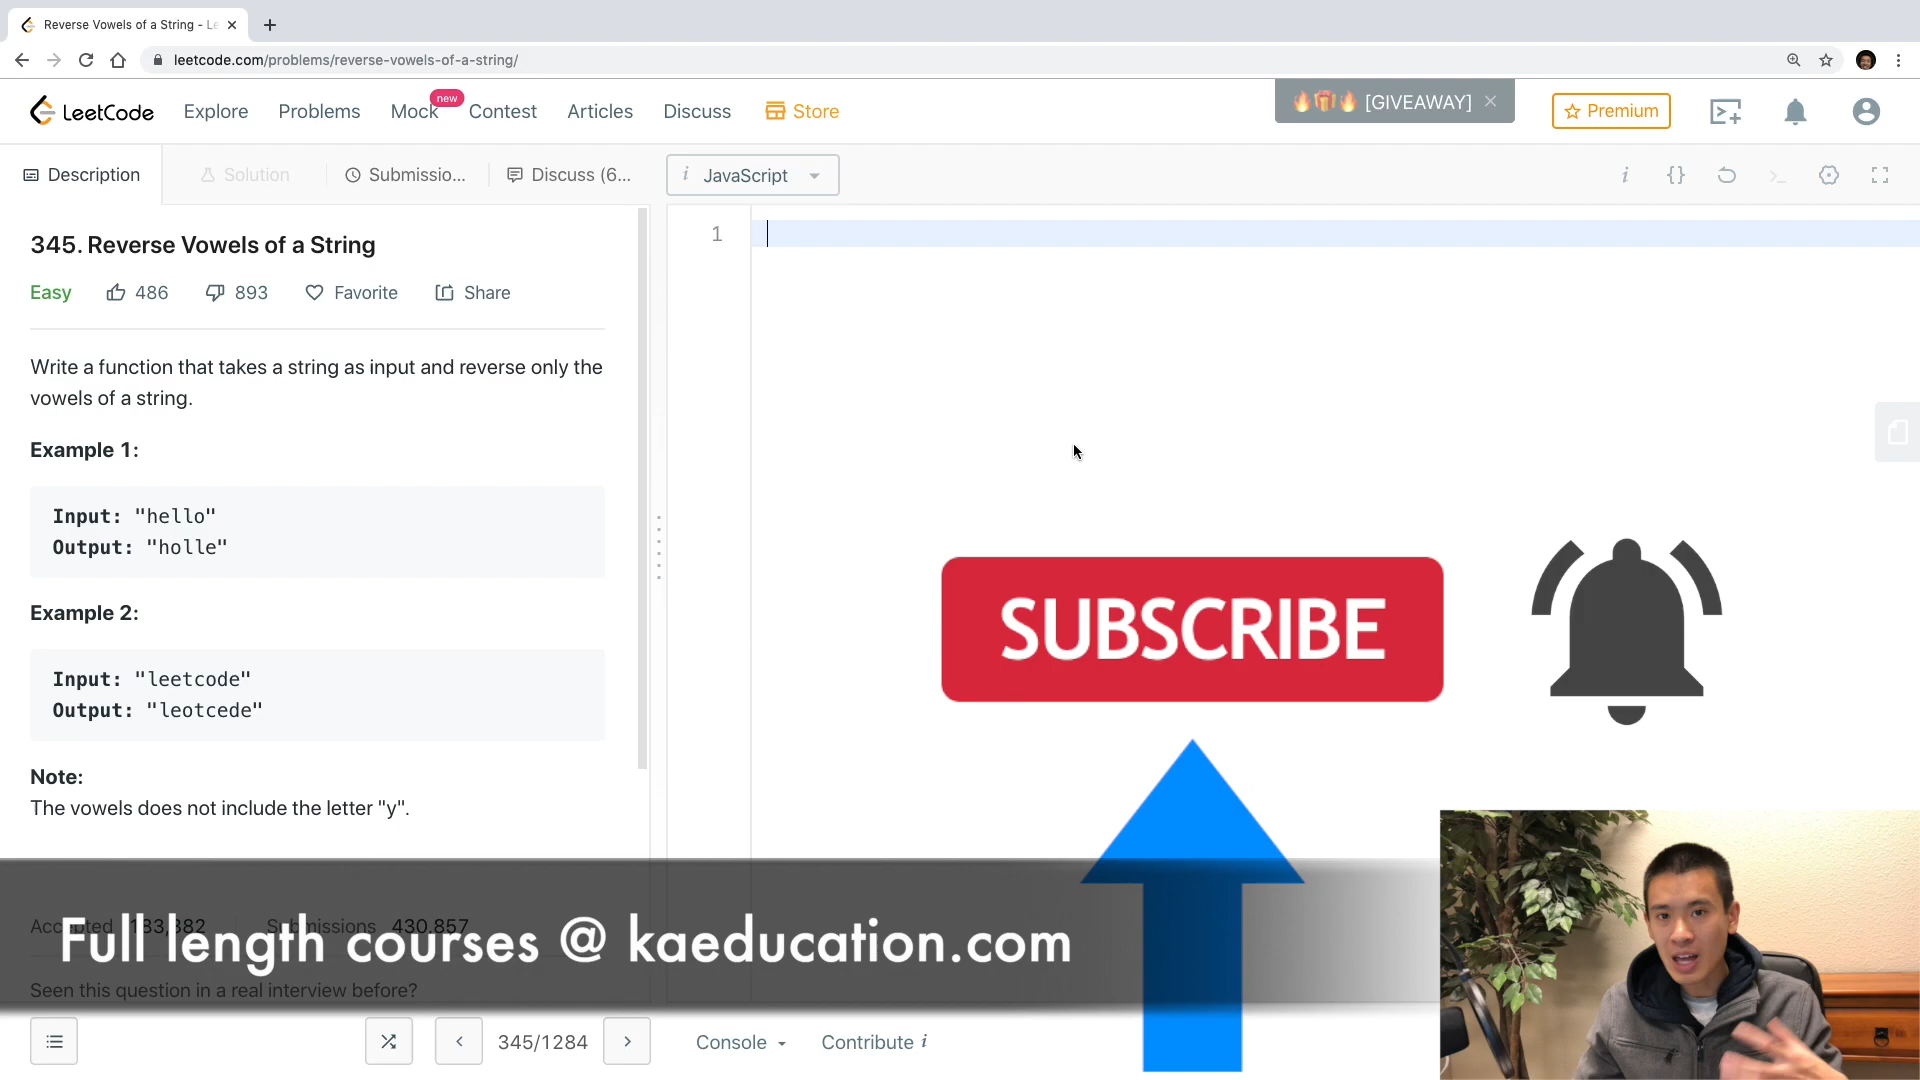 Reverse Vowels of a String - Le
leetcode.com/problems/reverse-vowels-of-a-string/
LeetCode
Explore
Problems
Mock
new
Contest
Articles
Discuss
Store
[GIVEAWAY]
Premium
Description
Solution
Submissio...
Discuss (6...
i JavaScript
i
{}
1
345. Reverse Vowels of a String
Easy
486
893
Favorite
Share
Write a function that takes a string as input and reverse only the
vowels of a string.
Example 1:
Input: "hello"
Output: "holle"
Example 2:
Input: "leetcode"
Output: "leotcede"
Note:
The vowels does not include the letter "y".
SUBSCRIBE
Accepted
Submissions 430,857
Full length courses @ kaeducation.com
Seen this question in a real interview before?
345/1284
Console
Contribute i